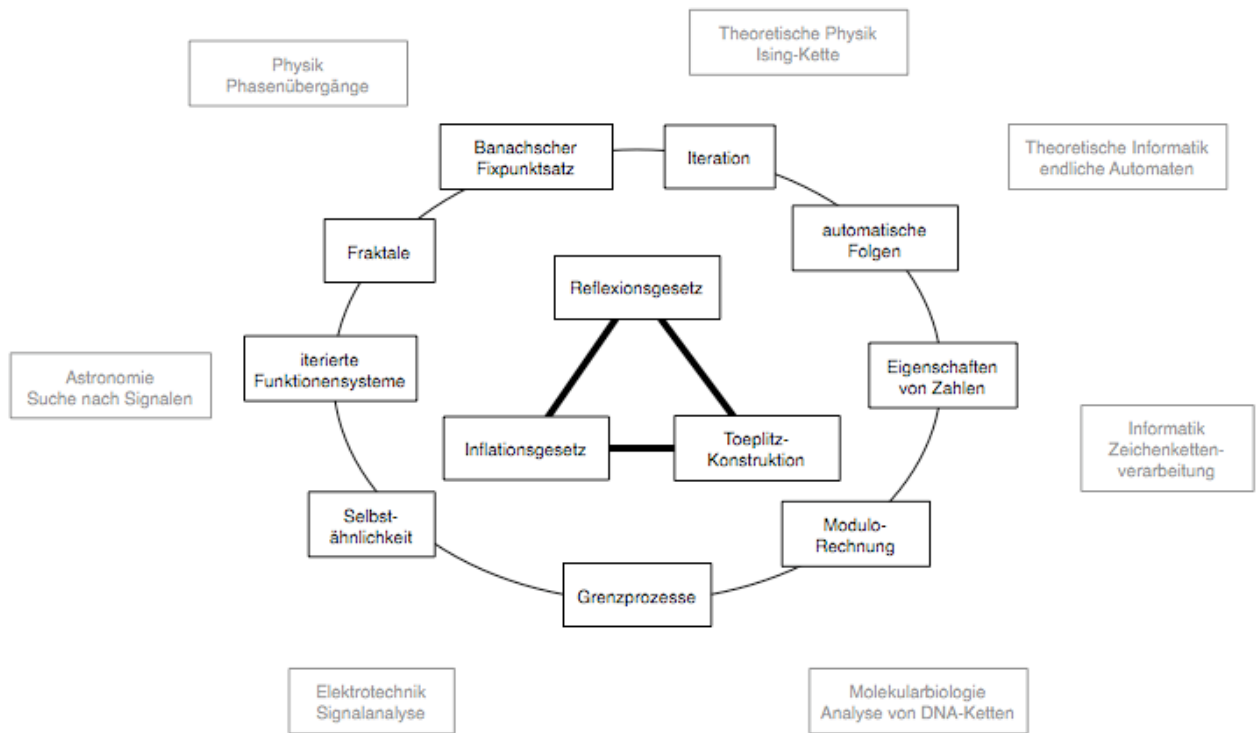 Theoretische Physik
Ising-Kette
Physik
Phasenübergänge
Banachscher
Fixpunktsatz
Iteration
Theoretische Informatik
endliche Automaten
Fraktale
automatische
Folgen
Reflexionsgesetz
iterierte
Funktionensysteme
Eigenschaften
von Zahlen
Astronomie
Suche nach Signalen
Inflationsgesetz
Toeplitz-
Konstruktion
Informatik
Zeichenketten-
verarbeitung
Selbst-
ähnlichkeit
Modulo-
Rechnung
Grenzprozesse
Elektrotechnik
Signalanalyse
Molekularbiologie
Analyse von DNA-Ketten